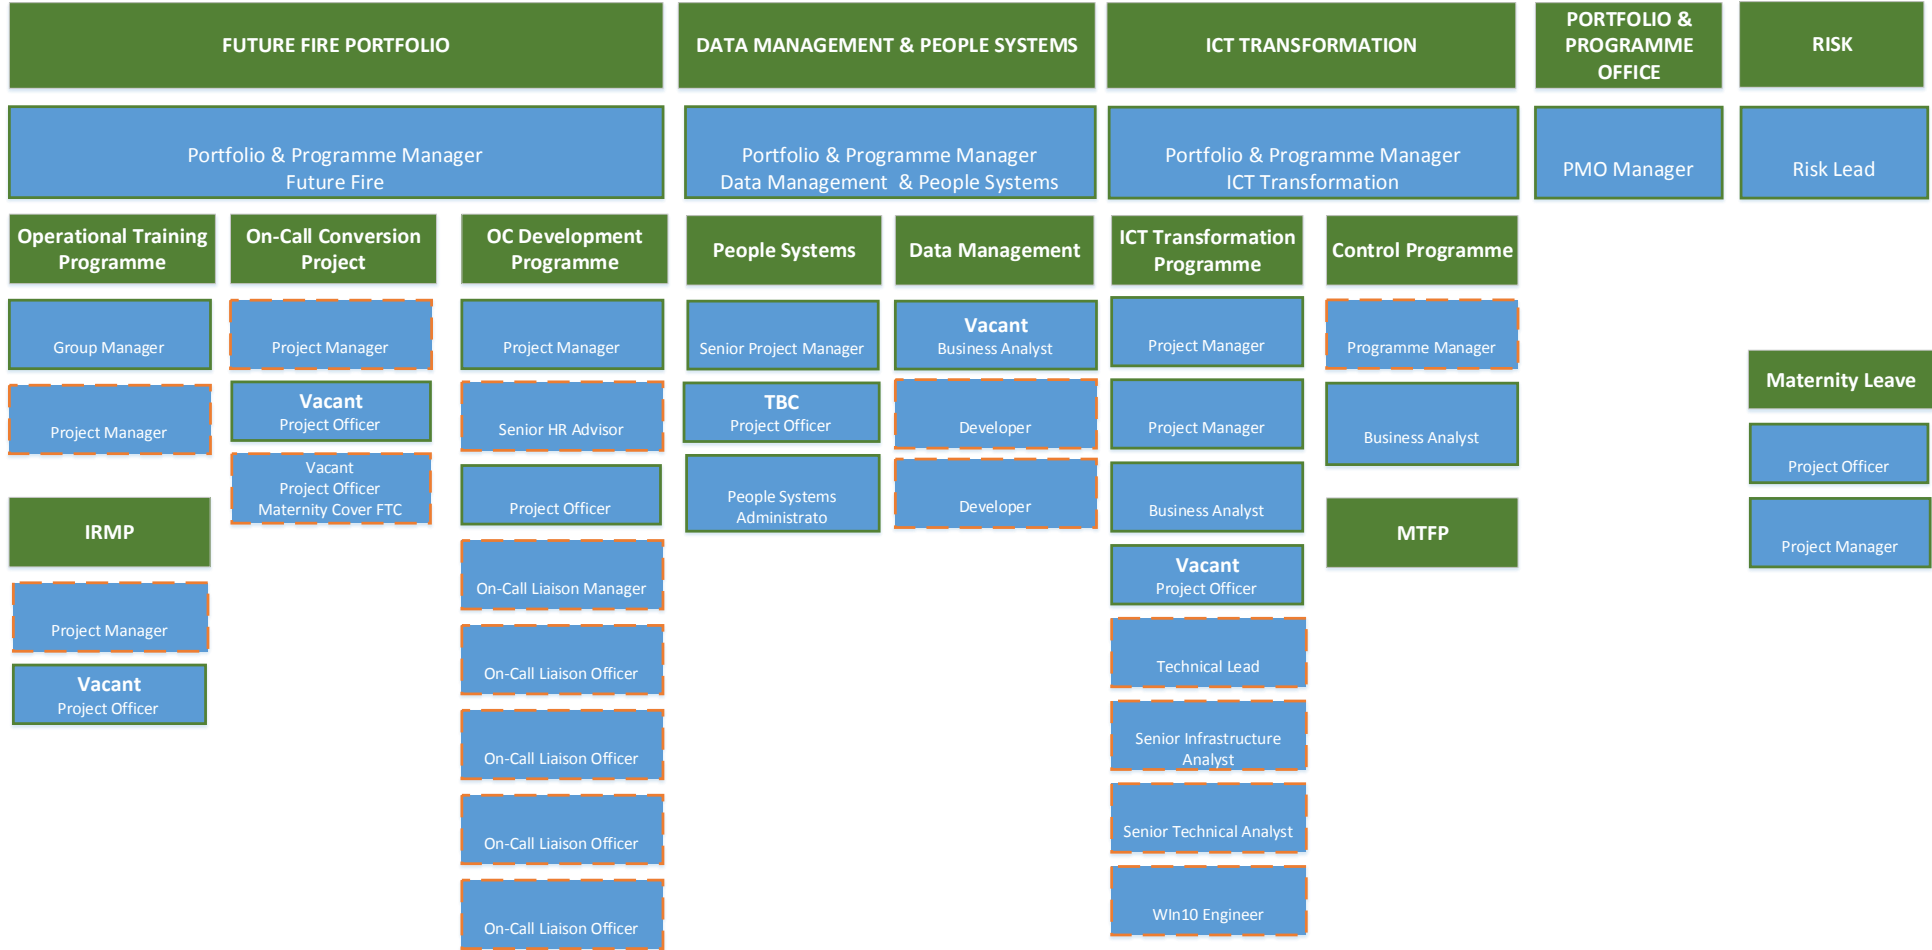 FUTURE FIRE PORTFOLIO
DATA MANAGEMENT & PEOPLE SYSTEMS
ICT TRANSFORMATION
PORTFOLIO &
PROGRAMME
OFFICE
RISK
Portfolio & Programme Manager
Future Fire
Portfolio & Programme Manager
Data Management & People Systems
Portfolio & Programme Manager
ICT Transformation
PMO Manager
Risk Lead
Operational Training
Programme
Group Manager
Project Manager
IRMP
Project Manager
Vacant
Project Officer
On-Call Conversion
Project
Project Manager
Vacant
Project Officer
Vacant
Project Officer
Maternity Cover FTC
OC Development
Programme
Project Manager
Senior HR Advisor
Project Officer
On-Call Liaison Manager
On-Call Liaison Officer
On-Call Liaison Officer
On-Call Liaison Officer
On-Call Liaison Officer
People Systems
Senior Project Manager
TBC
Project Officer
People Systems
Administrato
Data Management
Vacant
Business Analyst
Developer
Developer
ICT Transformation
Programme
Project Manager
Project Manager
Business Analyst
Vacant
Project Officer
Technical Lead
Senior Infrastructure
Analyst
Senior Technical Analyst
WIn10 Engineer
Control Programme
Programme Manager
Business Analyst
MTFP
Maternity Leave
Project Officer
Project Manager